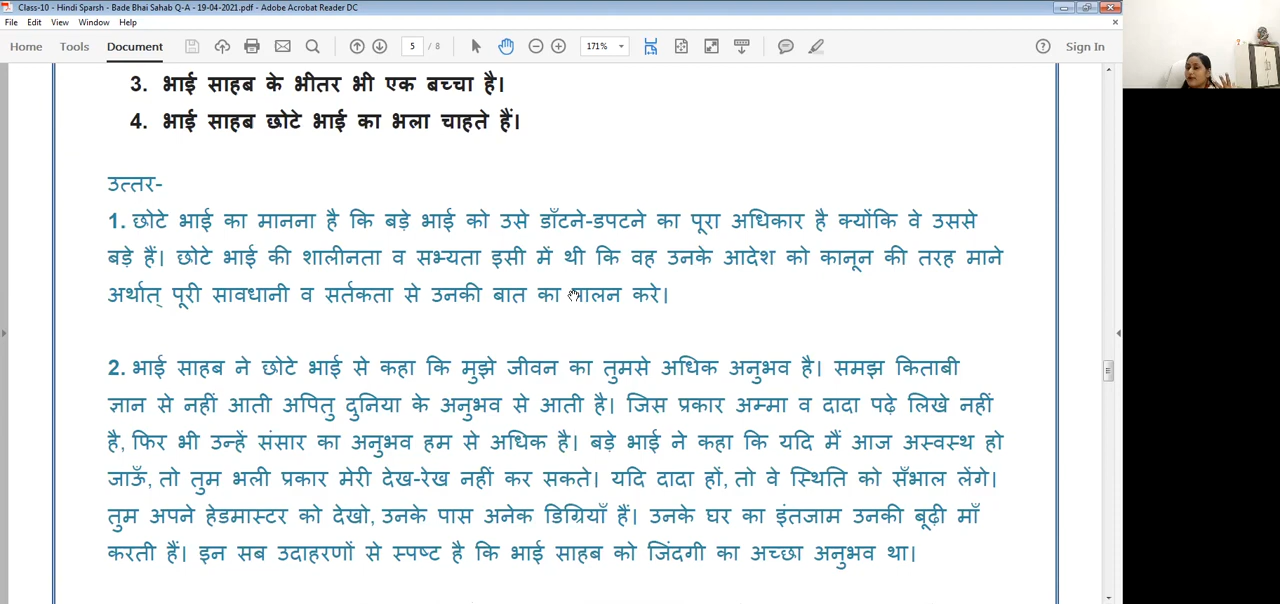 Class-10 - Hindi Sparsh - Bade Bhai Sahab Q-A - 19-04-2021.pdf - Adobe Acrobat Reader DC
File Edit View Window Help
Home Tools Document 5 / 8 171% Sign In
3. भाई साहब के भीतर भी एक बच्चा है।
4. भाई साहब छोटे भाई का भला चाहते हैं।
उत्तर-
1. छोटे भाई का मानना है कि बड़े भाई को उसे डाँटने-डपटने का पूरा अधिकार है क्योंकि वे उससे
बड़े हैं। छोटे भाई की शालीनता व सभ्यता इसी में थी कि वह उनके आदेश को कानून की तरह माने
अर्थात् पूरी सावधानी व सर्तकता से उनकी बात का पालन करे।
2. भाई साहब ने छोटे भाई से कहा कि मुझे जीवन का तुमसे अधिक अनुभव है। समझ किताबी
ज्ञान से नहीं आती अपितु दुनिया के अनुभव से आती है। जिस प्रकार अम्मा व दादा पढ़े लिखे नहीं
है, फिर भी उन्हें संसार का अनुभव हम से अधिक है। बड़े भाई ने कहा कि यदि मैं आज अस्वस्थ हो
जाऊँ, तो तुम भली प्रकार मेरी देख-रेख नहीं कर सकते। यदि दादा हों, तो वे स्थिति को सँभाल लेंगे।
तुम अपने हेडमास्टर को देखो, उनके पास अनेक डिग्रियाँ हैं। उनके घर का इंतजाम उनकी बूढ़ी माँ
करती हैं। इन सब उदाहरणों से स्पष्ट है कि भाई साहब को जिंदगी का अच्छा अनुभव था।